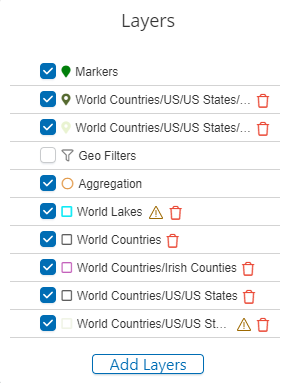 Layers
Markers
World Countries/US/US States/...
World Countries/US/US States/...
Geo Filters
Aggregation
World Lakes
World Countries
World Countries/Irish Counties
World Countries/US/US States
World Countries/US/US St...
Add Layers